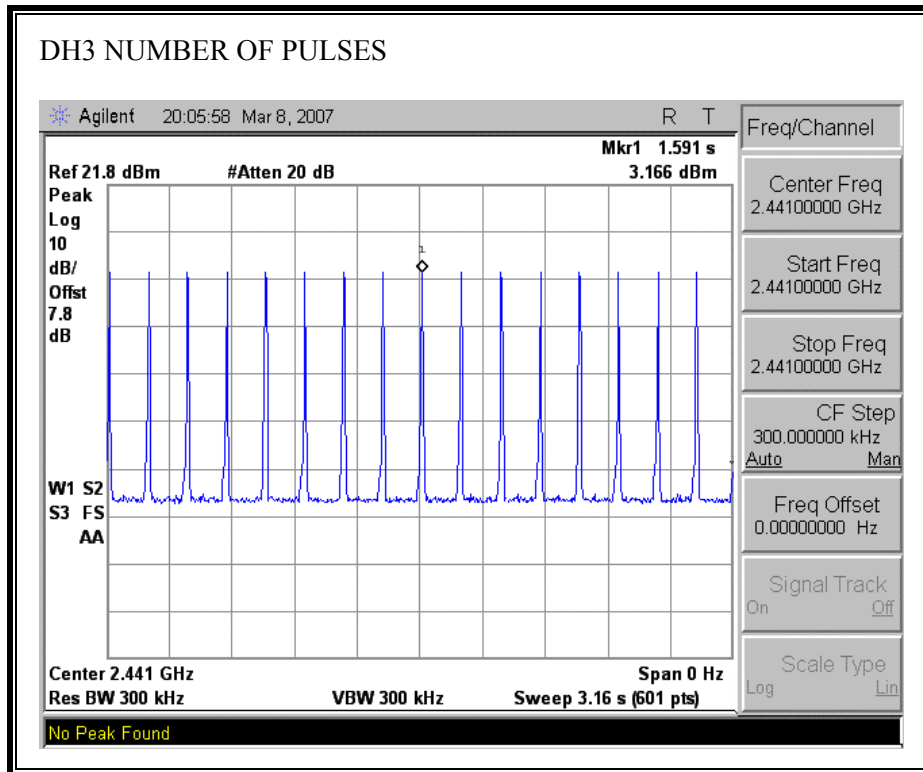 DH3 NUMBER OF PULSES
Agilent 20:05:58 Mar 8, 2007 R T
Mkr1 1.591 s
Ref 21.8 dBm #Atten 20 dB 3.166 dBm
Peak
Log
10
dB/
Offst
7.8
dB
1
W1 S2
S3 FS
AA
Center 2.441 GHz Span 0 Hz
Res BW 300 kHz VBW 300 kHz Sweep 3.16 s (601 pts)
No Peak Found
Freq/Channel
Center Freq
2.44100000 GHz
Start Freq
2.44100000 GHz
Stop Freq
2.44100000 GHz
CF Step
300.000000 kHz
Auto Man
Freq Offset
0.00000000 Hz
Signal Track
On Off
Scale Type
Log Lin